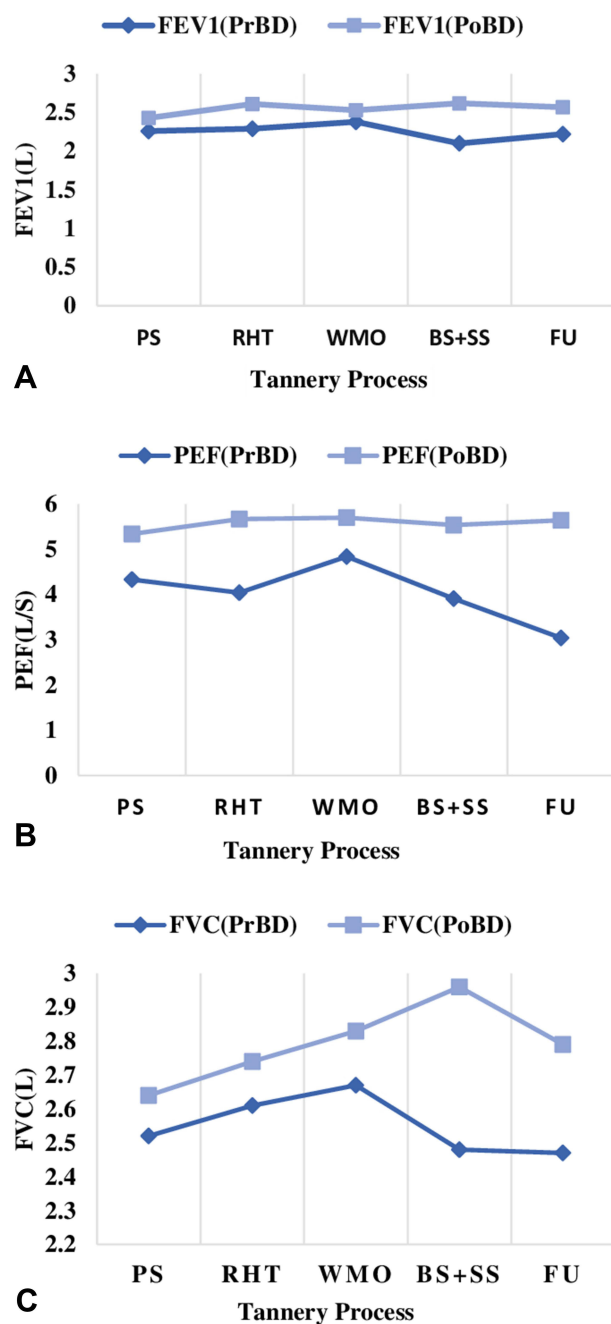 FEV1(PrBD) FEV1(PoBD)
3
2.5
2
1.5
1
0.5
0
FEV1(L)
PS RHT WMO BS+SS FU
Tannery Process
A
PEF(PrBD) PEF(PoBD)
6
5
4
3
2
1
0
PEF(L/S)
PS RHT WMO BS+SS FU
Tannery Process
B
FVC(PrBD) FVC(PoBD)
3
2.9
2.8
2.7
2.6
2.5
2.4
2.3
2.2
FVC(L)
PS RHT WMO BS+SS FU
Tannery Process
C